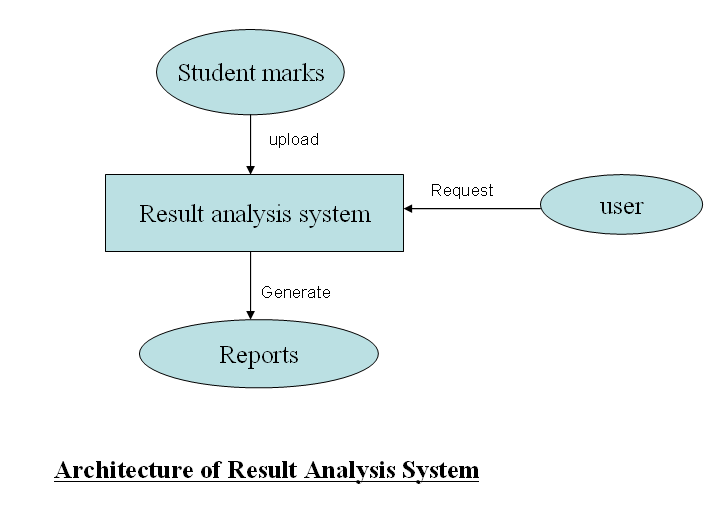 Student marks
upload
Request
user
Result analysis system
Generate
Reports
Architecture of Result Analysis System